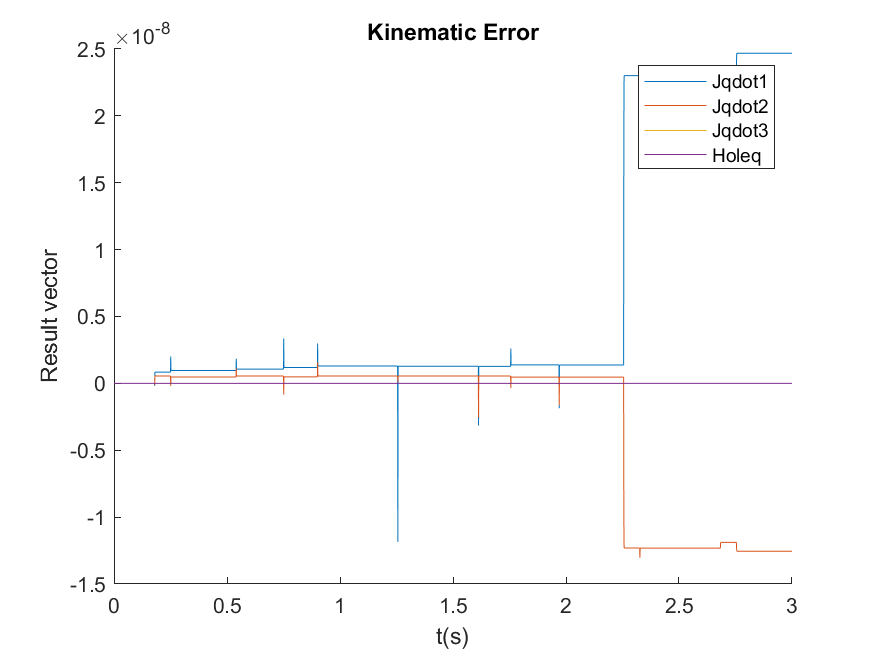 Kinematic Error
×10-8
2.5
2
1.5
1
0.5
0
-0.5
-1
-1.5
Result vector
Jqdot1
Jqdot2
Jqdot3
Holeq
0 0.5 1 1.5 2 2.5 3
t(s)